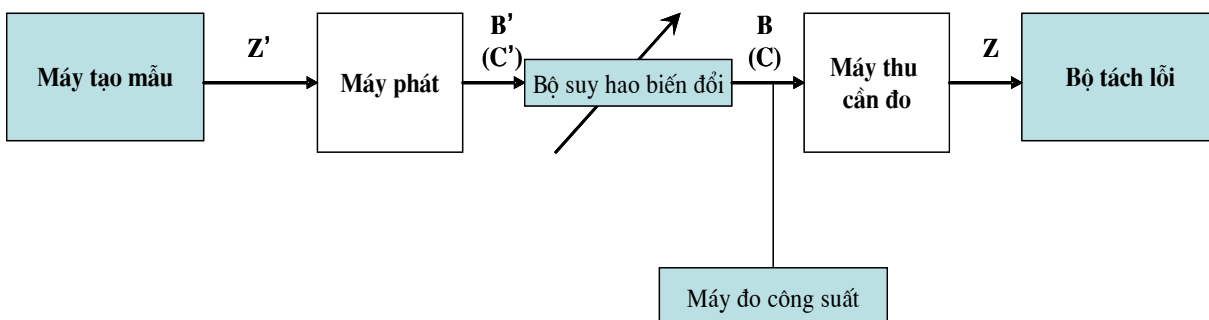 Máy tạo mẫu
Z’
Máy phát
B’
(C’)
Bộ suy hao biến đổi
B
(C)
Máy thu
cần đo
Z
Bộ tách lỗi
Máy đo công suất